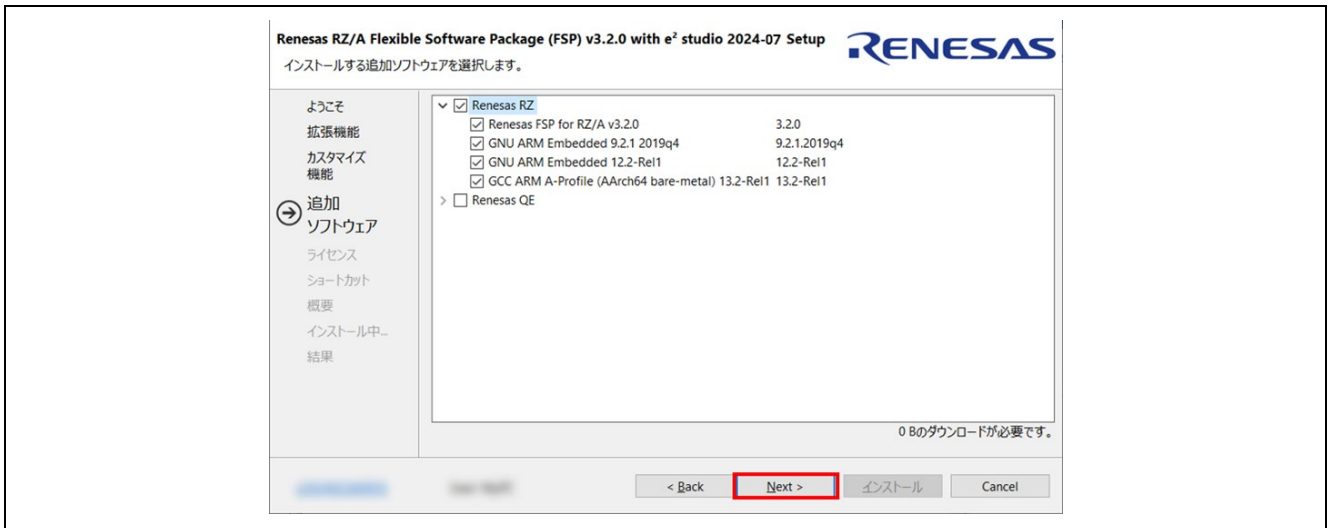 Renesas RZ/A Flexible Software Package (FSP) v3.2.0 with e² studio 2024-07 Setup
RENESAS
インストールする追加ソフトウェアを選択します。
ようこそ
拡張機能
カスタマイズ
機能
追加
ソフトウェア
ライセンス
ショートカット
概要
インストール中...
結果
Renesas RZ
Renesas FSP for RZ/A v3.2.0 3.2.0
GNU ARM Embedded 9.2.1 2019q4 9.2.1.2019q4
GNU ARM Embedded 12.2-Rel1 12.2-Rel1
GCC ARM A-Profile (AArch64 bare-metal) 13.2-Rel1 13.2-Rel1
Renesas QE
0 Bのダウンロードが必要です。
< Back Next > インストール Cancel